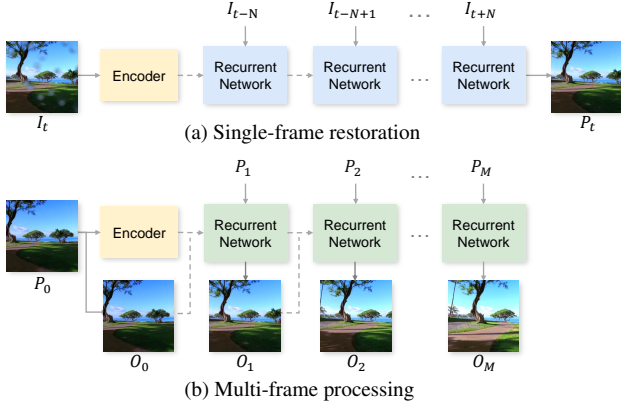 I_{t−N} I_{t−N+1} ... I_{t+N}
Encoder Recurrent Network Recurrent Network ... Recurrent Network
I_t P_t
(a) Single-frame restoration
P_1 P_2 ... P_M
Encoder Recurrent Network Recurrent Network ... Recurrent Network
P_0
O_0 O_1 O_2 O_M
(b) Multi-frame processing